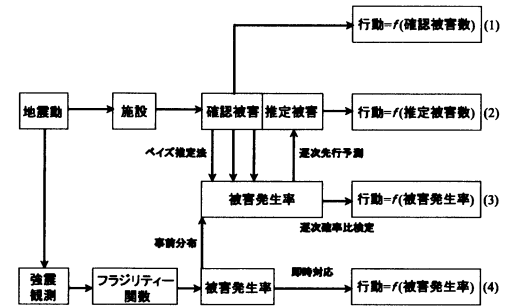 行動=f(確認被害数) (1)
地震動
施設
確認被害
推定被害
行動=f(推定被害数) (2)
ベイズ推定法
逐次先行予測
被害発生率
行動=f(被害発生率) (3)
逐次確率比検定
事前分布
強震
観測
フラジリティー
関数
被害発生率
即時対応
行動=f(被害発生率) (4)